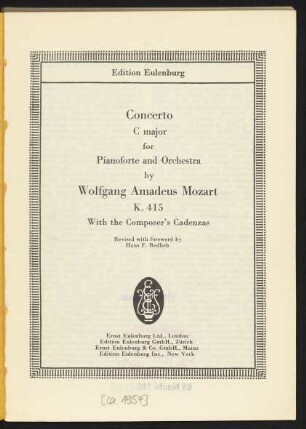 Edition Eulenburg
Concerto
C major
for
Pianoforte and Orchestra
by
Wolfgang Amadeus Mozart
K. 415
With the Composer's Cadenzas
Revised with foreword by
Hans F. Redlich
Ernst Eulenburg Ltd., London
Edition Eulenburg GmbH., Zürich
Ernst Eulenburg & Co. GmbH., Mainz
Edition Eulenburg Inc., New York
[ca 1954]